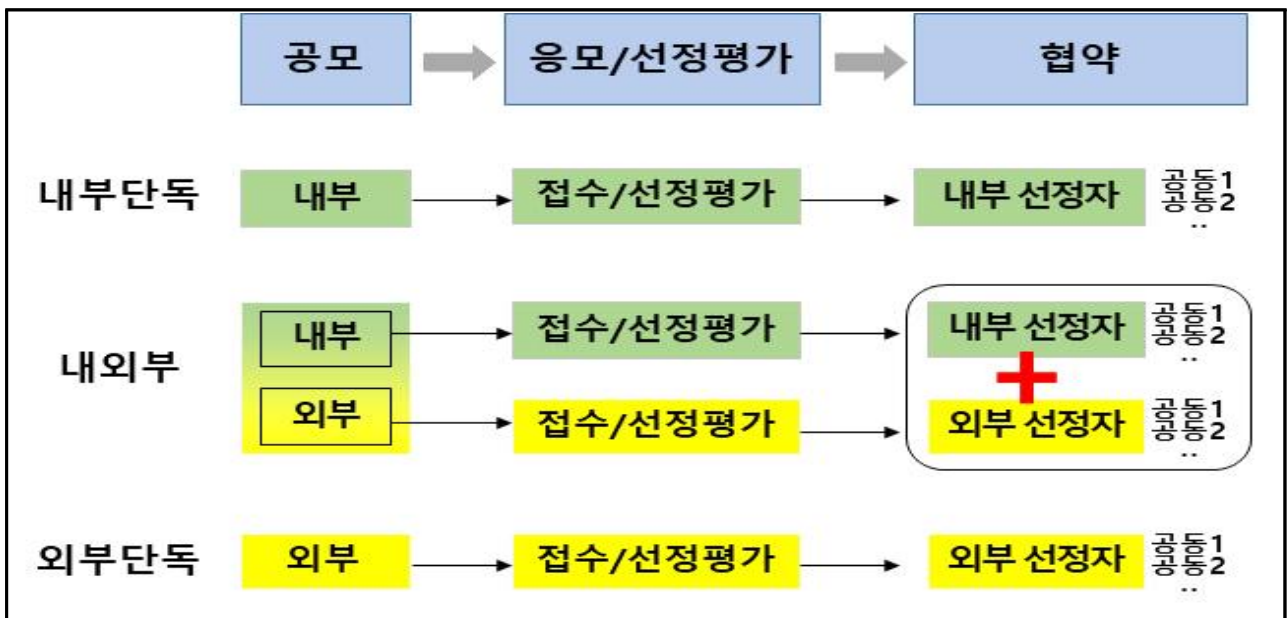 공모 응모/선정평가 협약
내부단독 내부 접수/선정평가 내부 선정자 공동1
공동2
..
내외부 내부 접수/선정평가 내부 선정자 공동1
공동2
..
외부 접수/선정평가 외부 선정자 공동1
공동2
..
외부단독 외부 접수/선정평가 외부 선정자 공동1
공동2
..